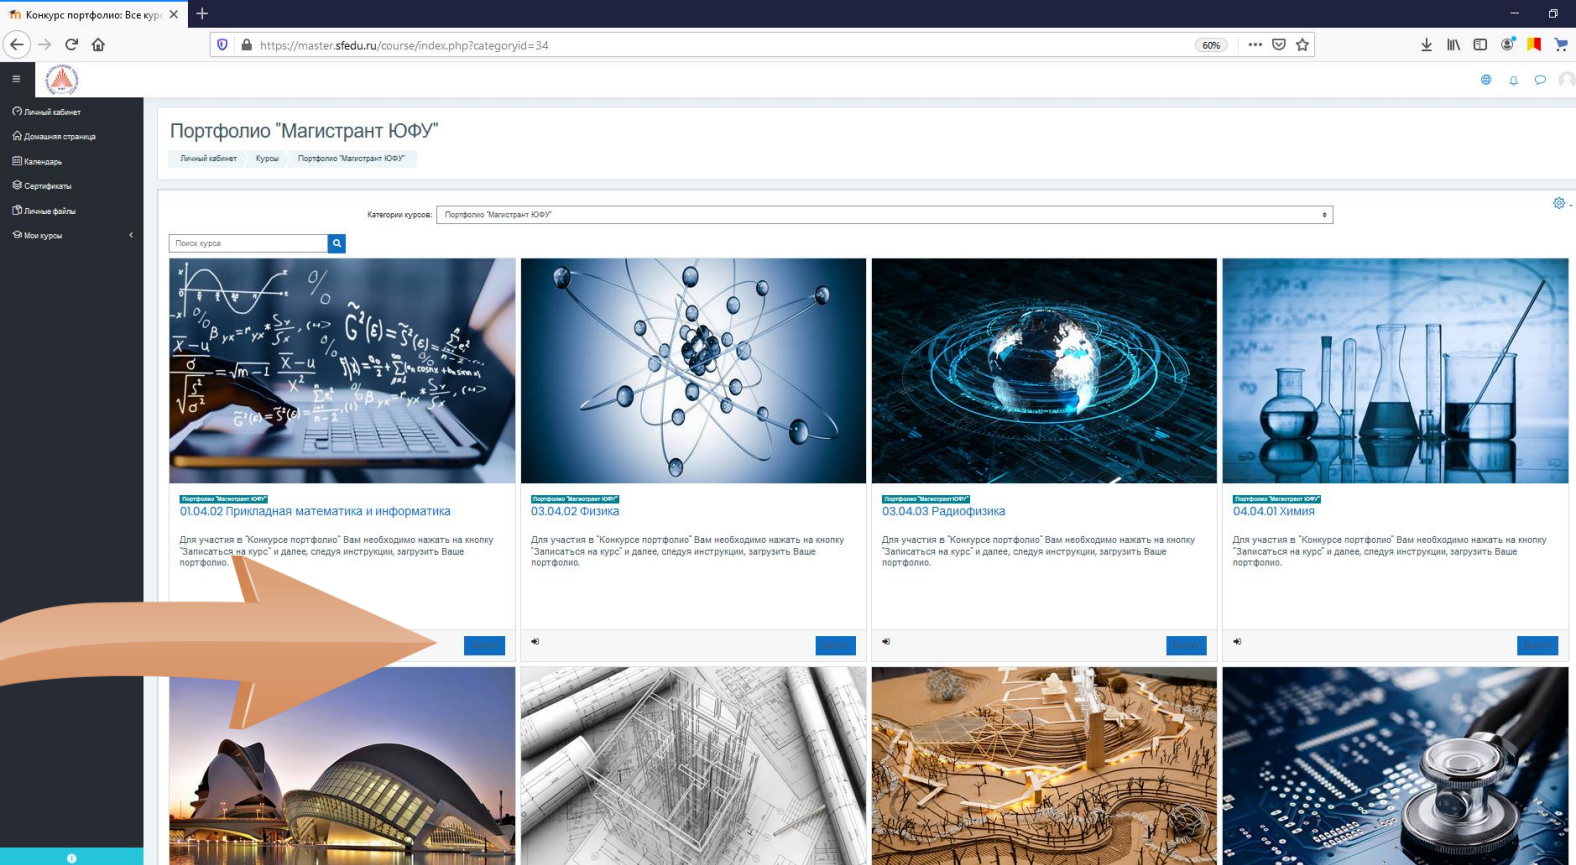 Конкурс портфолио: Все курс
https://master.sfedu.ru/course/index.php?categoryid=34
60%
Личный кабинет
Домашняя страница
Календарь
Сертификаты
Личные файлы
Мои курсы
Портфолио "Магистрант ЮФУ"
Личный кабинет Курсы Портфолио "Магистрант ЮФУ"
Категории курсов: Портфолио "Магистрант ЮФУ"
Поиск курса
Портфолио "Магистрант ЮФУ"
01.04.02 Прикладная математика и информатика
Для участия в "Конкурсе портфолио" Вам необходимо нажать на кнопку
"Записаться на курс" и далее, следуя инструкции, загрузить Ваше
портфолио.
Портфолио "Магистрант ЮФУ"
03.04.02 Физика
Для участия в "Конкурсе портфолио" Вам необходимо нажать на кнопку
"Записаться на курс" и далее, следуя инструкции, загрузить Ваше
портфолио.
Портфолио "Магистрант ЮФУ"
03.04.03 Радиофизика
Для участия в "Конкурсе портфолио" Вам необходимо нажать на кнопку
"Записаться на курс" и далее, следуя инструкции, загрузить Ваше
портфолио.
Портфолио "Магистрант ЮФУ"
04.04.01 Химия
Для участия в "Конкурсе портфолио" Вам необходимо нажать на кнопку
"Записаться на курс" и далее, следуя инструкции, загрузить Ваше
портфолио.